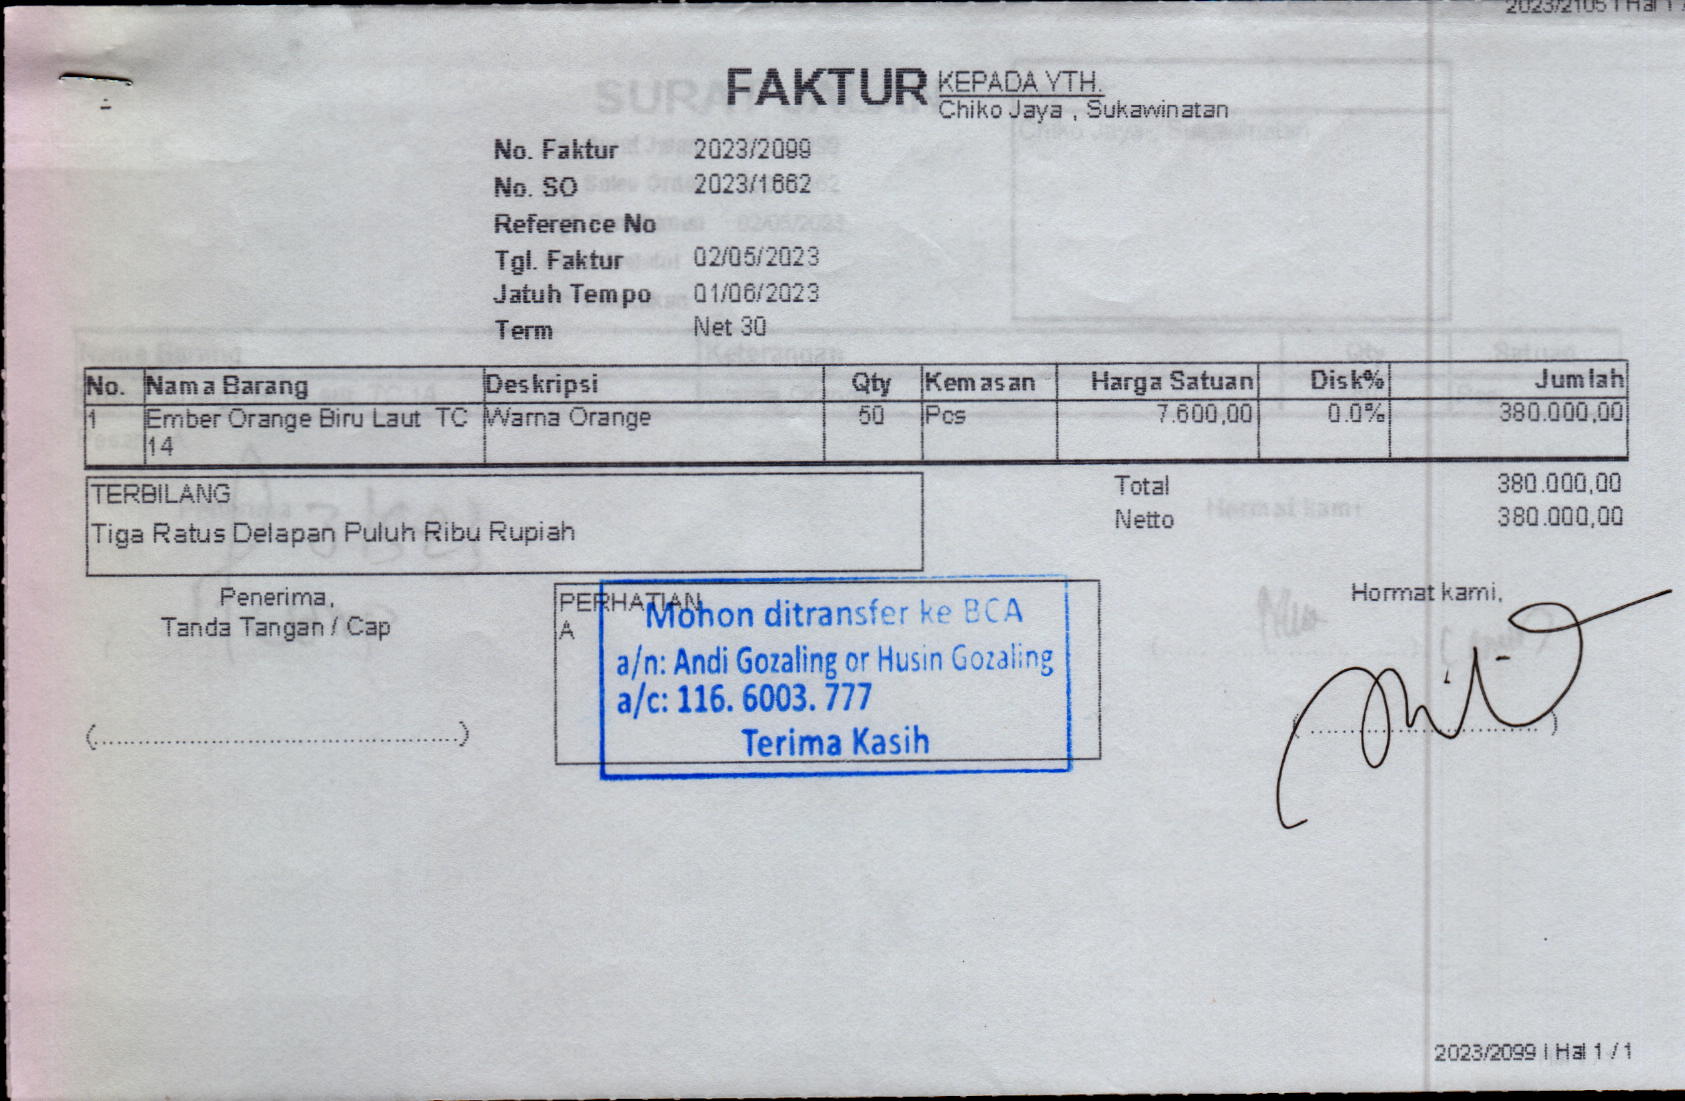 FAKTUR
KEPADA YTH.
Chiko Jaya , Sukawinatan
No. Faktur 2023/2099
No. SO 2023/1662
Reference No
Tgl. Faktur 02/05/2023
Jatuh Tempo 01/06/2023
Term Net 30
No. Nama Barang Deskripsi Qty Kemasan Harga Satuan Disk% Jumlah
1 Ember Orange Biru Laut TC Warna Orange 50 Pcs 7.600,00 0.0% 380.000,00
14
TERBILANG
Tiga Ratus Delapan Puluh Ribu Rupiah
Total 380.000,00
Netto 380.000,00
Penerima,
Tanda Tangan / Cap
(............................................)
PERHATIAN
A
Mohon ditransfer ke BCA
a/n: Andi Gozaling or Husin Gozaling
a/c: 116. 6003. 777
Terima Kasih
Hormat kami,
(............................)
2023/2099 | Hal 1 / 1